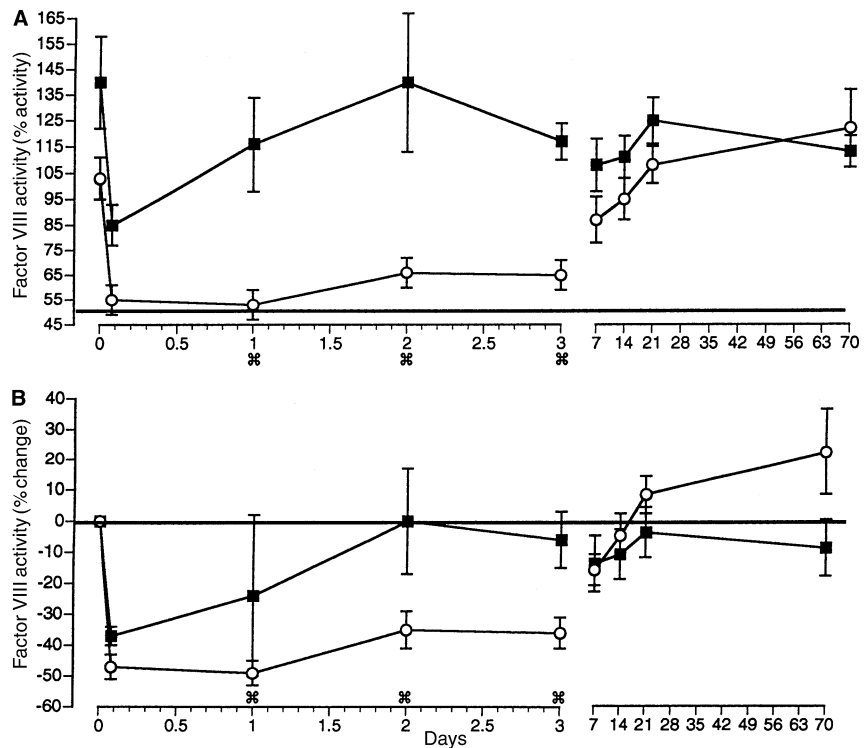 A
Factor VIII activity (% activity)
165
155
145
135
125
115
105
95
85
75
65
55
45
0 0.5 1 1.5 2 2.5 3 7 14 21 28 35 42 49 56 63 70
⌘ ⌘ ⌘
B
Factor VIII activity (% change)
40
30
20
10
0
-10
-20
-30
-40
-50
-60
⌘ ⌘ ⌘
0 0.5 1 1.5 2 2.5 3 7 14 21 28 35 42 49 56 63 70
Days